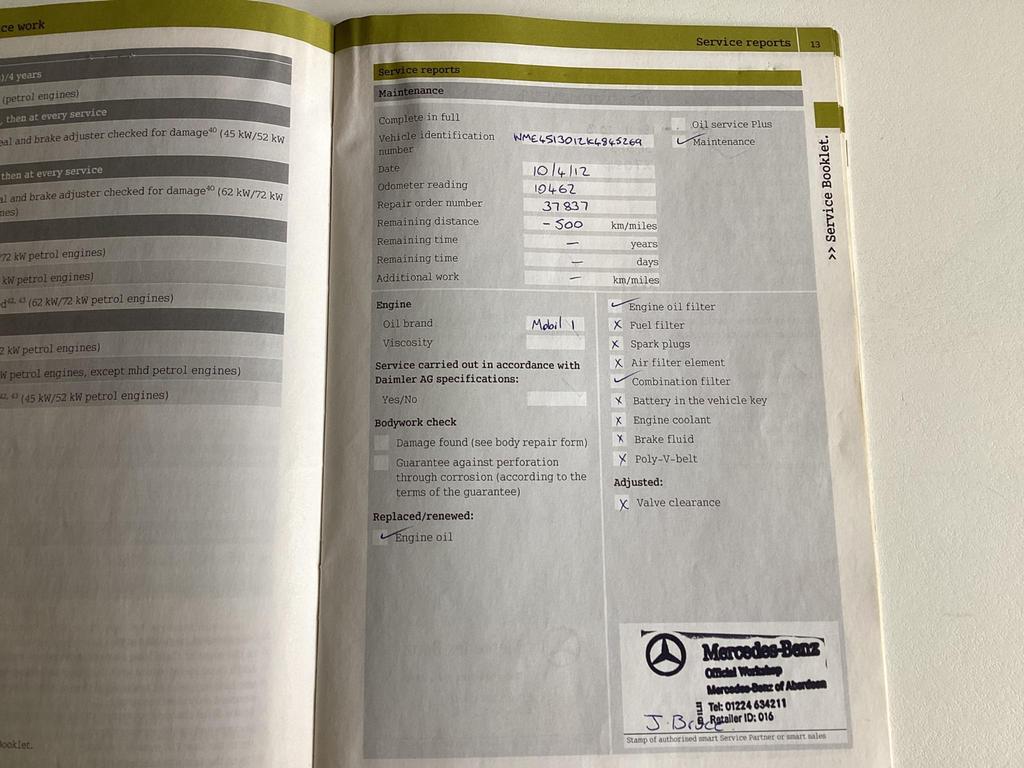 ce work
)/4 years
(petrol engines)
, then at every service
eal and brake adjuster checked for damage40 (45 kW/52 kW
then at every service
al and brake adjuster checked for damage40 (62 kW/72 kW
nes)
72 kW petrol engines)
kW petrol engines)
d42, 43 (62 kW/72 kW petrol engines)
2 kW petrol engines)
W petrol engines, except mhd petrol engines)
42, 43 (45 kW/52 kW petrol engines)
ooklet.
Service reports 13
Service reports
Maintenance
Complete in full
Oil service Plus
Vehicle identification number WME4513012K4845269
✓ Maintenance
Date 10/4/12
Odometer reading 10462
Repair order number 37837
Remaining distance -500 km/miles
Remaining time — years
Remaining time — days
Additional work — km/miles
Engine
Oil brand Mobil 1
Viscosity
Service carried out in accordance with
Daimler AG specifications:
Yes/No
Bodywork check
Damage found (see body repair form)
Guarantee against perforation
through corrosion (according to the
terms of the guarantee)
Replaced/renewed:
✓ Engine oil
✓ Engine oil filter
X Fuel filter
X Spark plugs
X Air filter element
✓ Combination filter
X Battery in the vehicle key
X Engine coolant
X Brake fluid
X Poly-V-belt
Adjusted:
X Valve clearance
Mercedes-Benz
Official Workshop
Mercedes-Benz of Aberdeen
Tel: 01224 634211
Retailer ID: 016
J. Bruce
Stamp of authorised smart Service Partner or smart sales
>> Service Booklet.